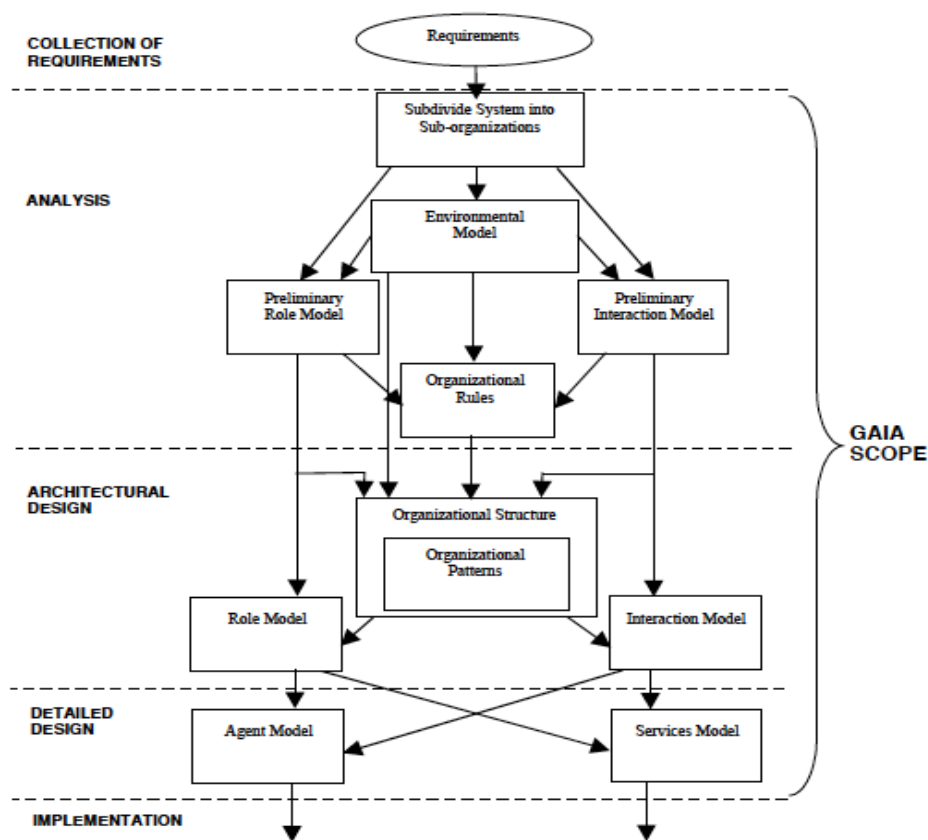 COLLECTION OF
REQUIREMENTS
Requirements
Subdivide System into
Sub-organizations
ANALYSIS
Environmental
Model
Preliminary
Role Model
Preliminary
Interaction Model
Organizational
Rules
GAIA
SCOPE
ARCHITECTURAL
DESIGN
Organizational Structure
Organizational
Patterns
Role Model
Interaction Model
DETAILED
DESIGN
Agent Model
Services Model
IMPLEMENTATION